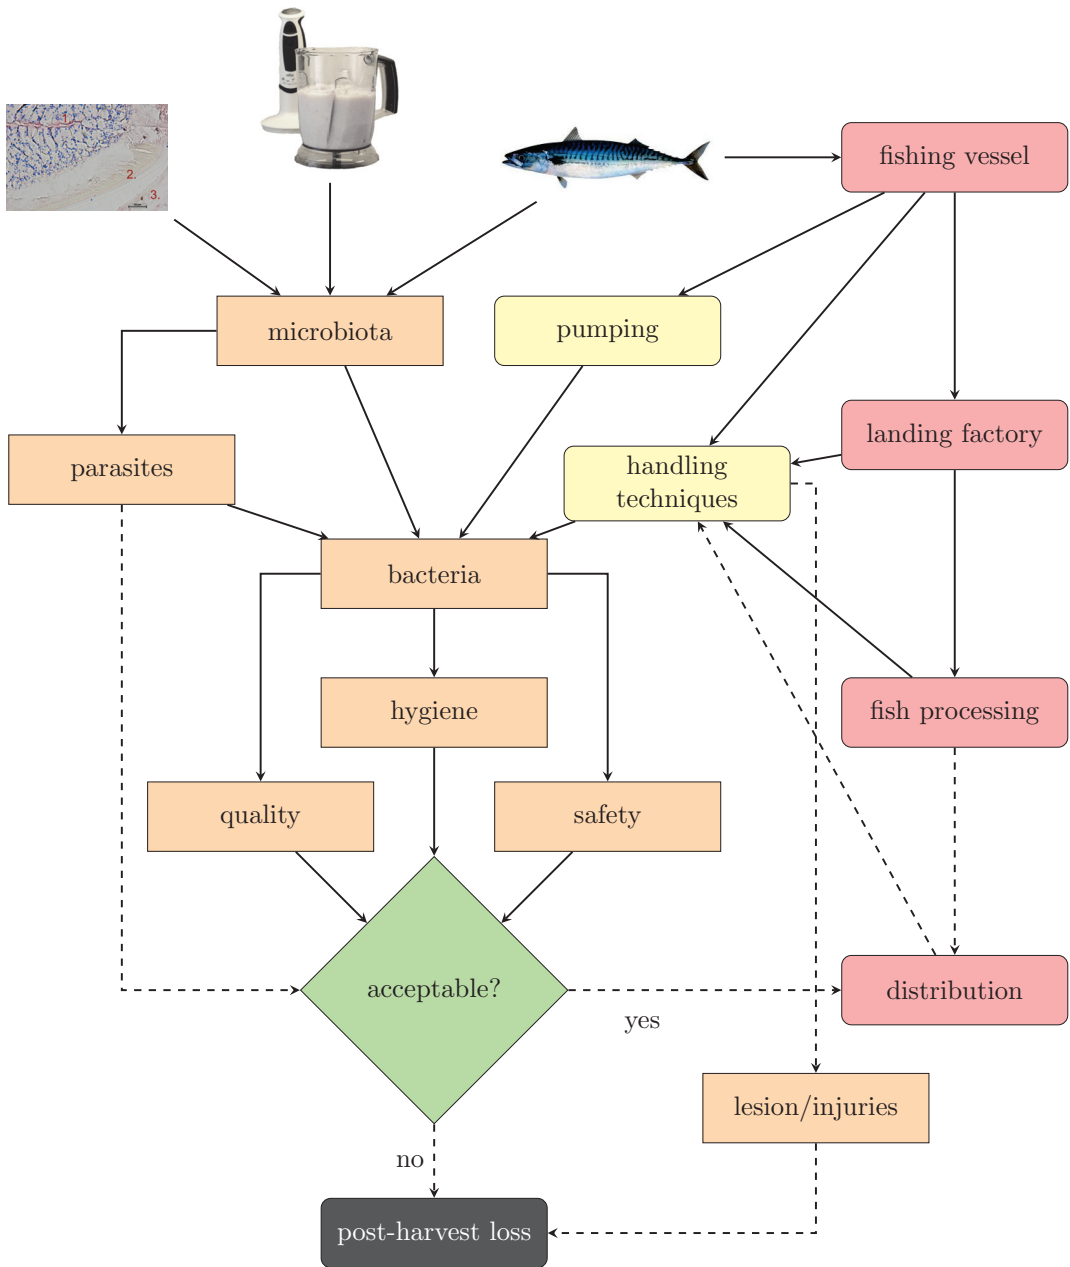 2.
3.
fishing vessel
microbiota
pumping
landing factory
parasites
handling
techniques
bacteria
hygiene
fish processing
quality
safety
acceptable?
distribution
yes
lesion/injuries
no
post-harvest loss